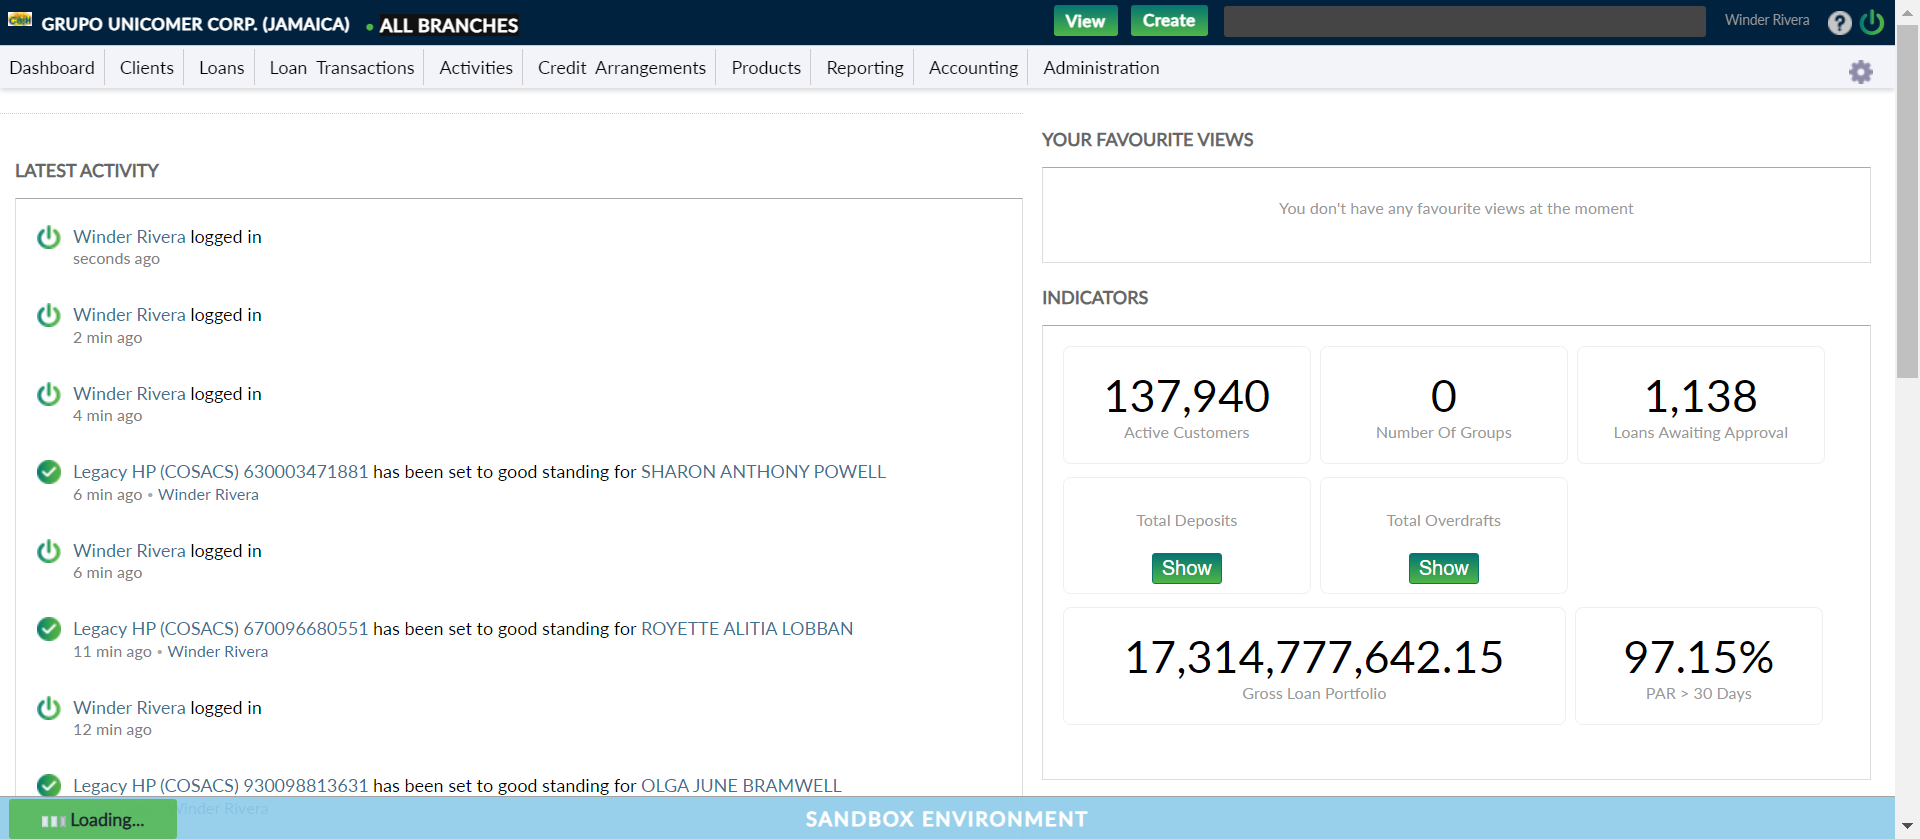 CASH
GRUPO UNICOMER CORP. (JAMAICA) • ALL BRANCHES
View
Create
Winder Rivera
?
Dashboard
Clients
Loans
Loan Transactions
Activities
Credit Arrangements
Products
Reporting
Accounting
Administration
LATEST ACTIVITY
Winder Rivera logged in
seconds ago
Winder Rivera logged in
2 min ago
Winder Rivera logged in
4 min ago
Legacy HP (COSACS) 630003471881 has been set to good standing for SHARON ANTHONY POWELL
6 min ago • Winder Rivera
Winder Rivera logged in
6 min ago
Legacy HP (COSACS) 670096680551 has been set to good standing for ROYETTE ALITIA LOBBAN
11 min ago • Winder Rivera
Winder Rivera logged in
12 min ago
Legacy HP (COSACS) 930098813631 has been set to good standing for OLGA JUNE BRAMWELL
Winder Rivera
YOUR FAVOURITE VIEWS
You don't have any favourite views at the moment
INDICATORS
137,940
Active Customers
0
Number Of Groups
1,138
Loans Awaiting Approval
Total Deposits
Show
Total Overdrafts
Show
17,314,777,642.15
Gross Loan Portfolio
97.15%
PAR > 30 Days
Loading...
SANDBOX ENVIRONMENT